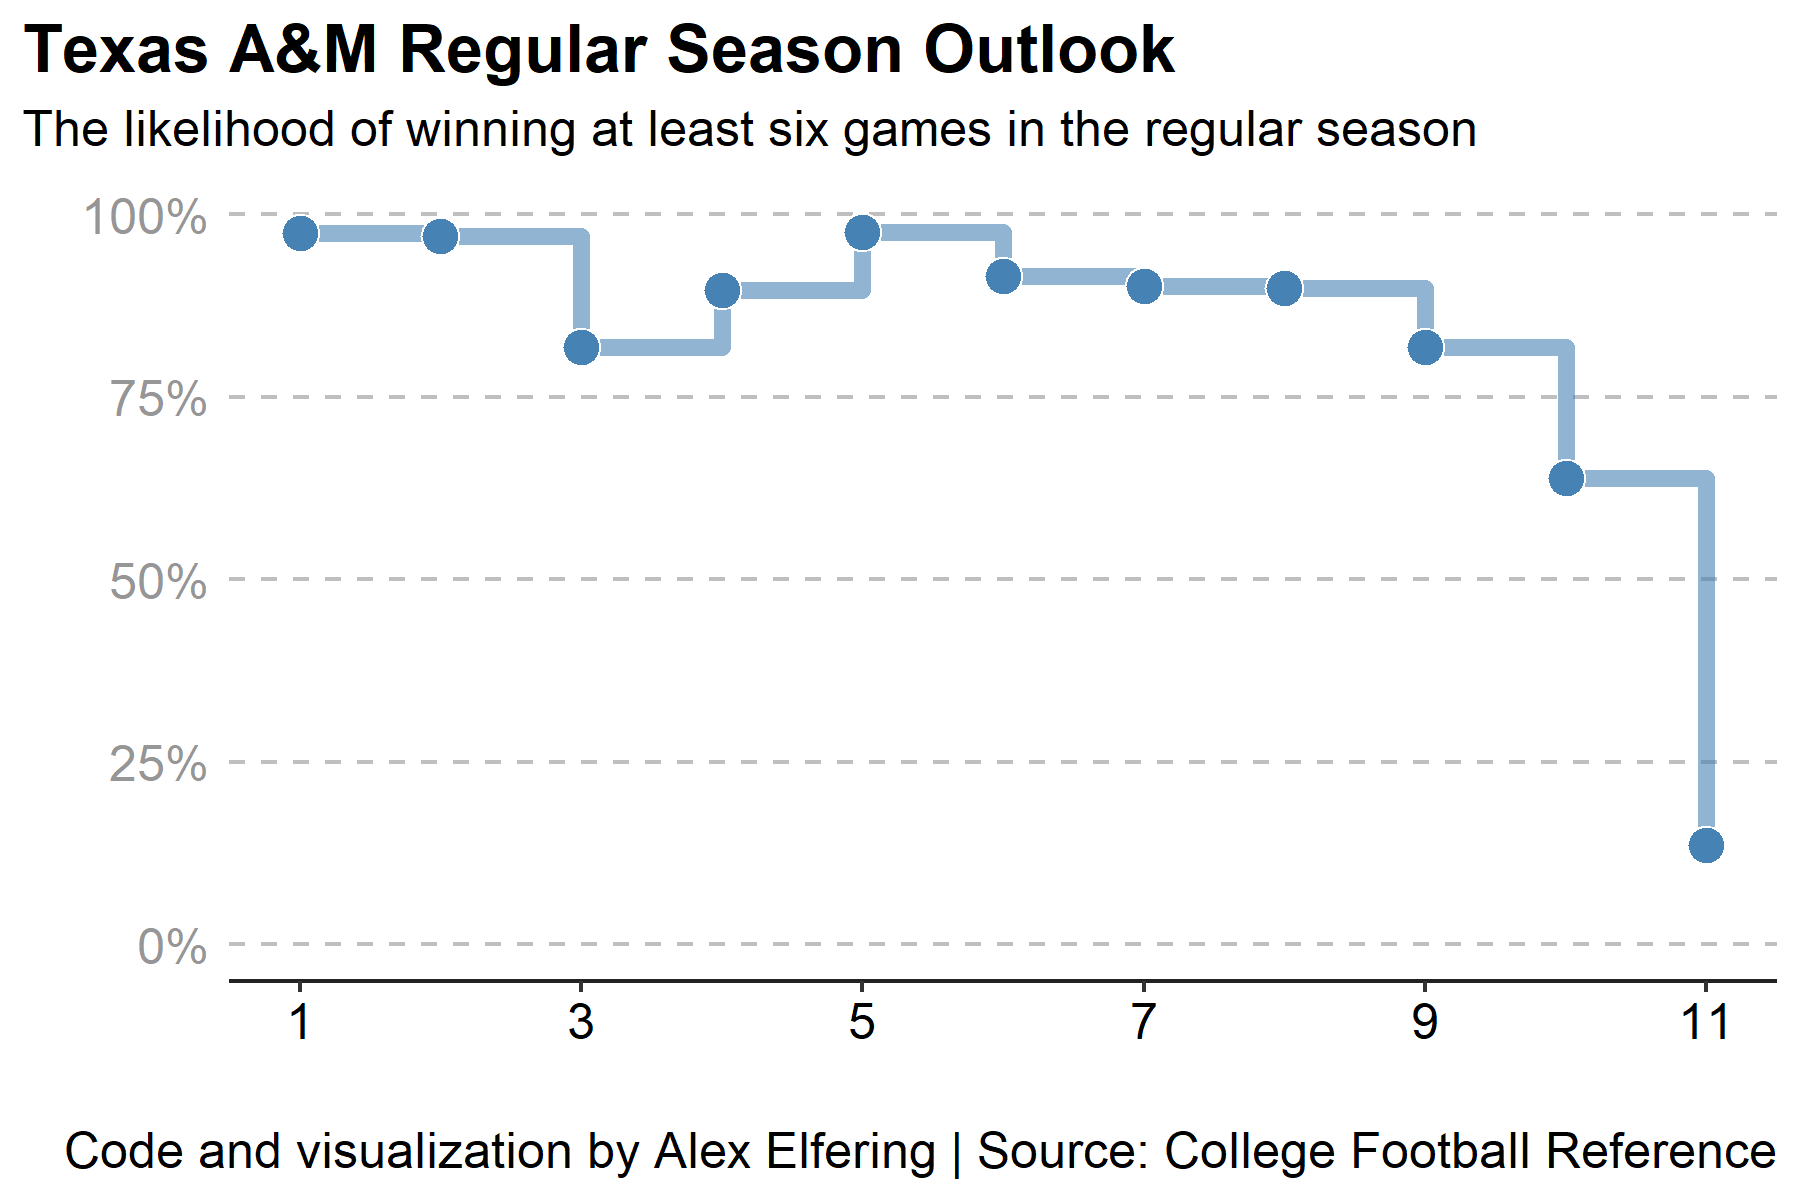 Texas A&M Regular Season Outlook
The likelihood of winning at least six games in the regular season
100%
75%
50%
25%
0%
1 3 5 7 9 11
Code and visualization by Alex Elfering | Source: College Football Reference